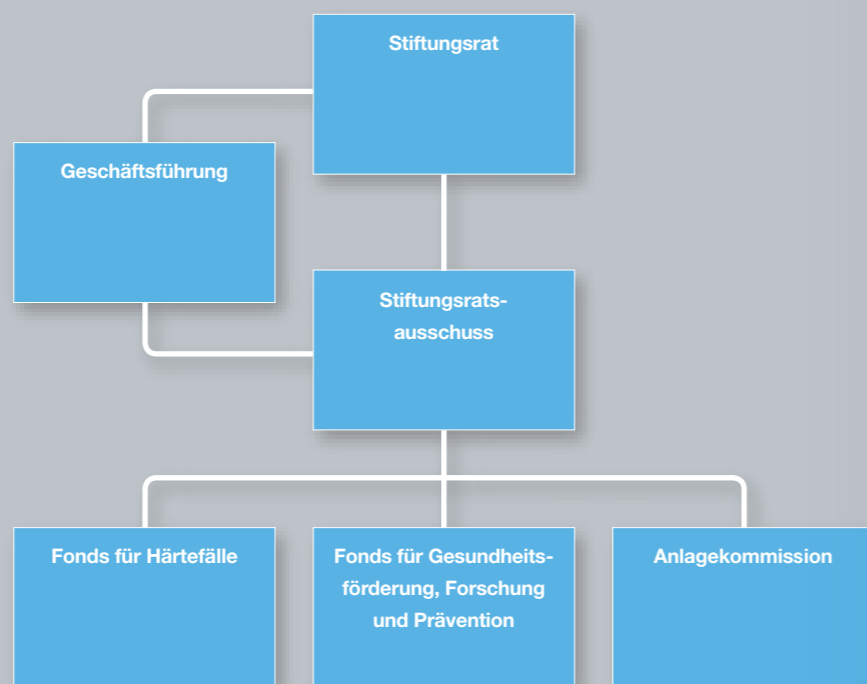 Stiftungsrat
Geschäftsführung
Stiftungsrats-
ausschuss
Fonds für Härtefälle
Fonds für Gesundheits-
förderung, Forschung
und Prävention
Anlagekommission